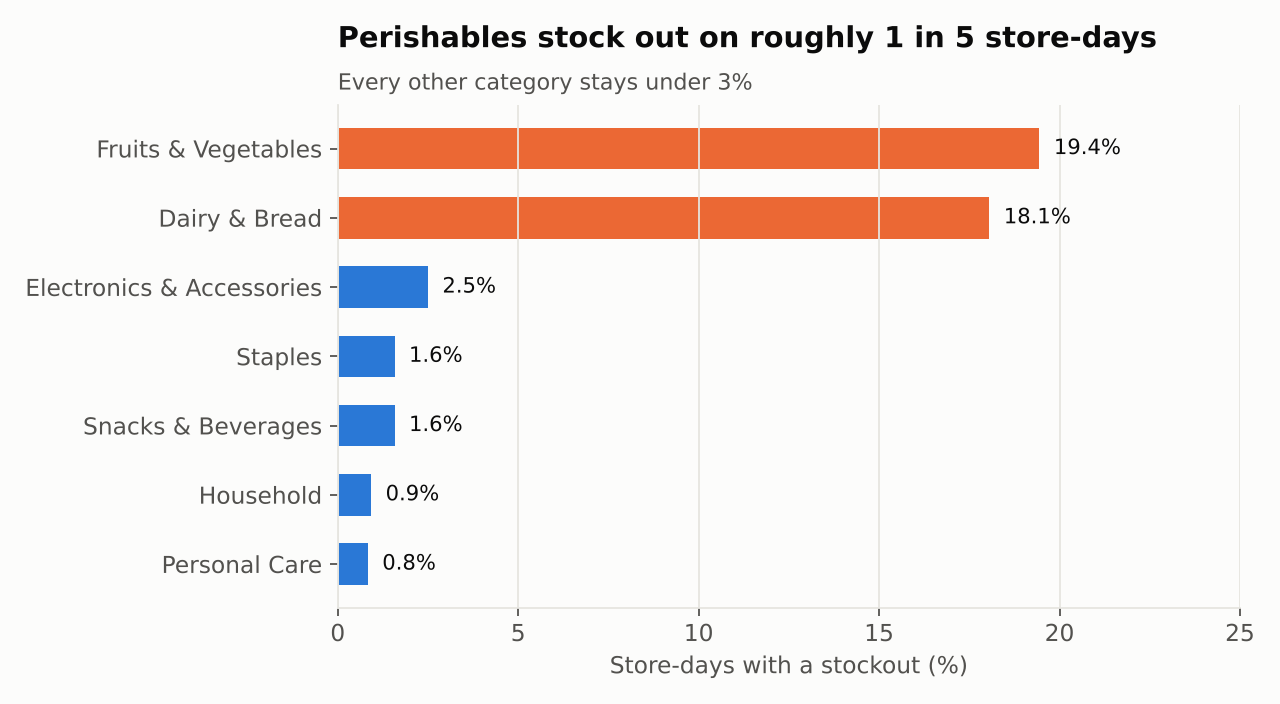 Perishables stock out on roughly 1 in 5 store-days
Every other category stays under 3%
Fruits & Vegetables 19.4%
Dairy & Bread 18.1%
Electronics & Accessories 2.5%
Staples 1.6%
Snacks & Beverages 1.6%
Household 0.9%
Personal Care 0.8%
0 5 10 15 20 25
Store-days with a stockout (%)